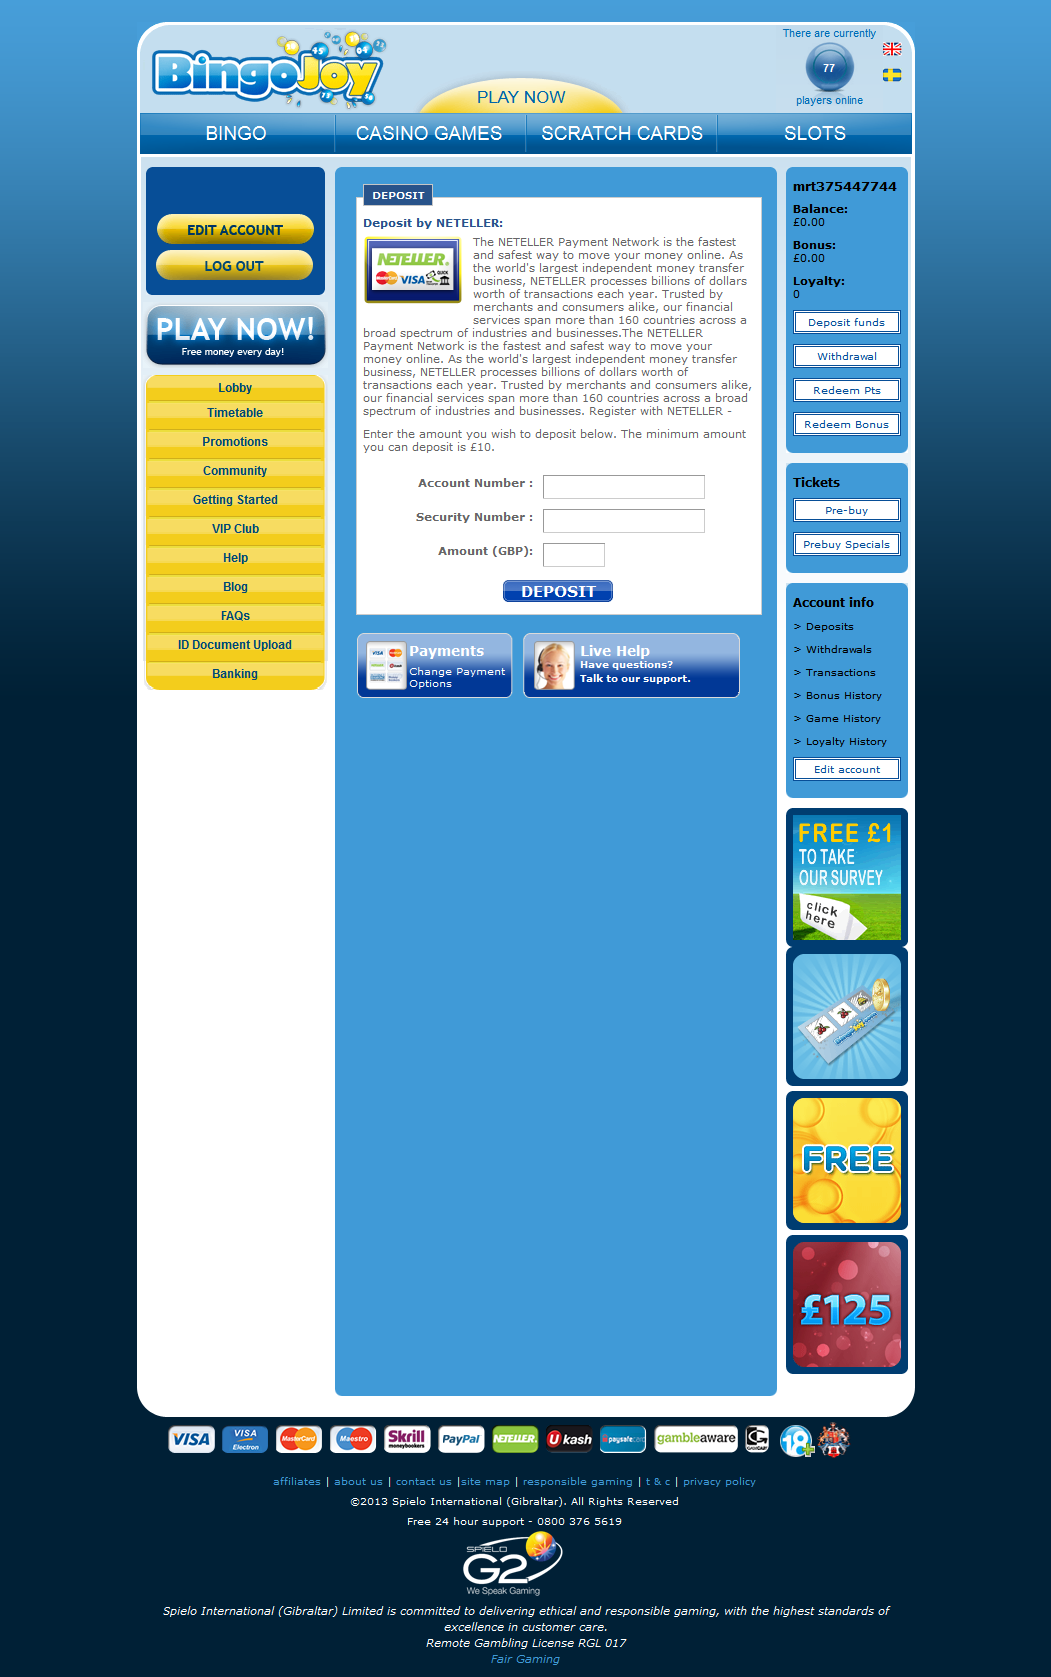 BingoJoy
There are currently
77
players online
PLAY NOW
BINGO
CASINO GAMES
SCRATCH CARDS
SLOTS
EDIT ACCOUNT
LOG OUT
PLAY NOW!
Free money every day!
Lobby
Timetable
Promotions
Community
Getting Started
VIP Club
Help
Blog
FAQs
ID Document Upload
Banking
DEPOSIT
Deposit by NETELLER:
NETELLER
MasterCard VISA QUICK
The NETELLER Payment Network is the fastest
and safest way to move your money online. As
the world's largest independent money transfer
business, NETELLER processes billions of dollars
worth of transactions each year. Trusted by
merchants and consumers alike, our financial
services span more than 160 countries across a
broad spectrum of industries and businesses.The NETELLER
Payment Network is the fastest and safest way to move your
money online. As the world's largest independent money transfer
business, NETELLER processes billions of dollars worth of
transactions each year. Trusted by merchants and consumers alike,
our financial services span more than 160 countries across a broad
spectrum of industries and businesses. Register with NETELLER -
Enter the amount you wish to deposit below. The minimum amount
you can deposit is £10.
Account Number :
Security Number :
Amount (GBP):
DEPOSIT
VISA
Payments
Change Payment
Options
Live Help
Have questions?
Talk to our support.
mrt375447744
Balance:
£0.00
Bonus:
£0.00
Loyalty:
0
Deposit funds
Withdrawal
Redeem Pts
Redeem Bonus
Tickets
Pre-buy
Prebuy Specials
Account info
> Deposits
> Withdrawals
> Transactions
> Bonus History
> Game History
> Loyalty History
Edit account
FREE £1
TO TAKE
OUR SURVEY
click
here
BingoJoy.com
FREE
£125
VISA
VISA
Electron
MasterCard
Maestro
Skrill
moneybookers
PayPal
NETELLER
Ukash
paysafecard
gambleaware
18+
affiliates | about us | contact us |site map | responsible gaming | t & c | privacy policy
©2013 Spielo International (Gibraltar). All Rights Reserved
Free 24 hour support - 0800 376 5619
SPIELO
G2
We Speak Gaming
Spielo International (Gibraltar) Limited is committed to delivering ethical and responsible gaming, with the highest standards of
excellence in customer care.
Remote Gambling License RGL 017
Fair Gaming